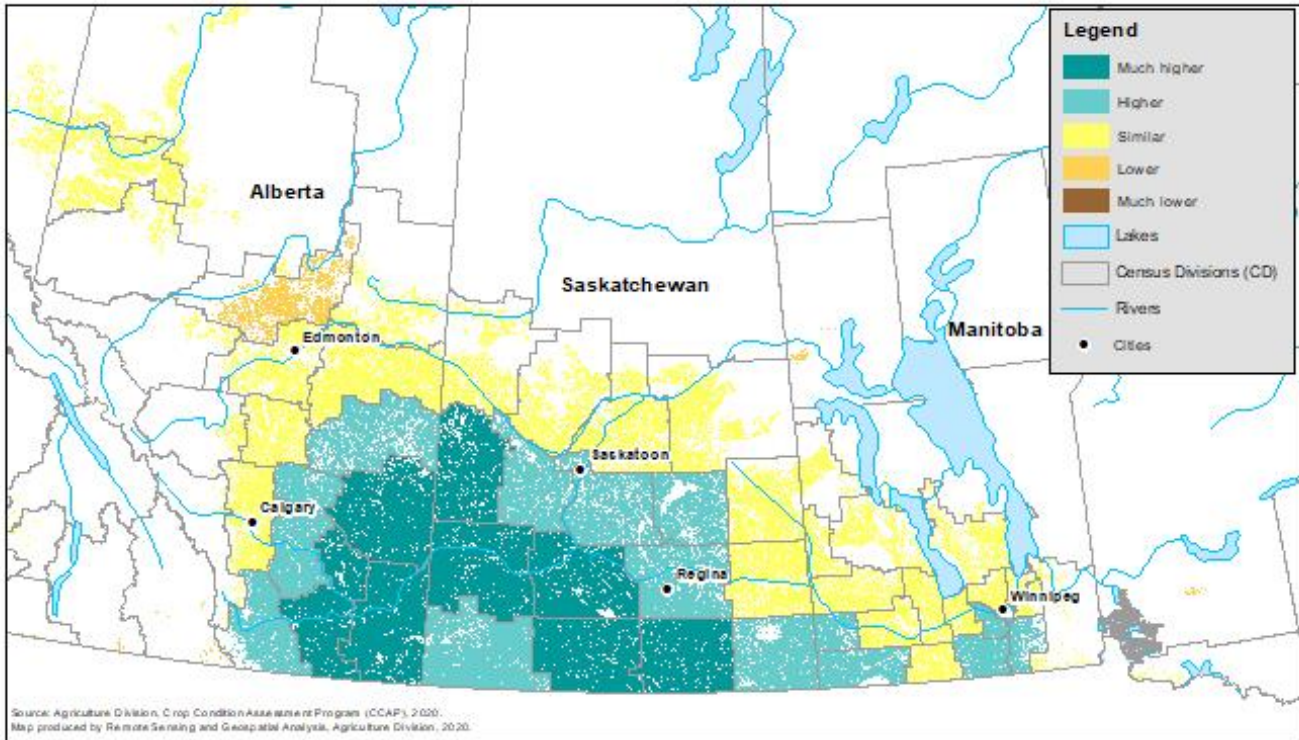 Legend
Much higher
Higher
Similar
Lower
Much lower
Lakes
Census Divisions (CD)
Rivers
Cities
Alberta
Saskatchewan
Manitoba
Edmonton
Saskatoon
Calgary
Regina
Winnipeg
Source: Agriculture Division, Crop Condition Assessment Program (CCAP), 2020.
Map produced by Remote Sensing and Geospatial Analysis, Agriculture Division, 2020.